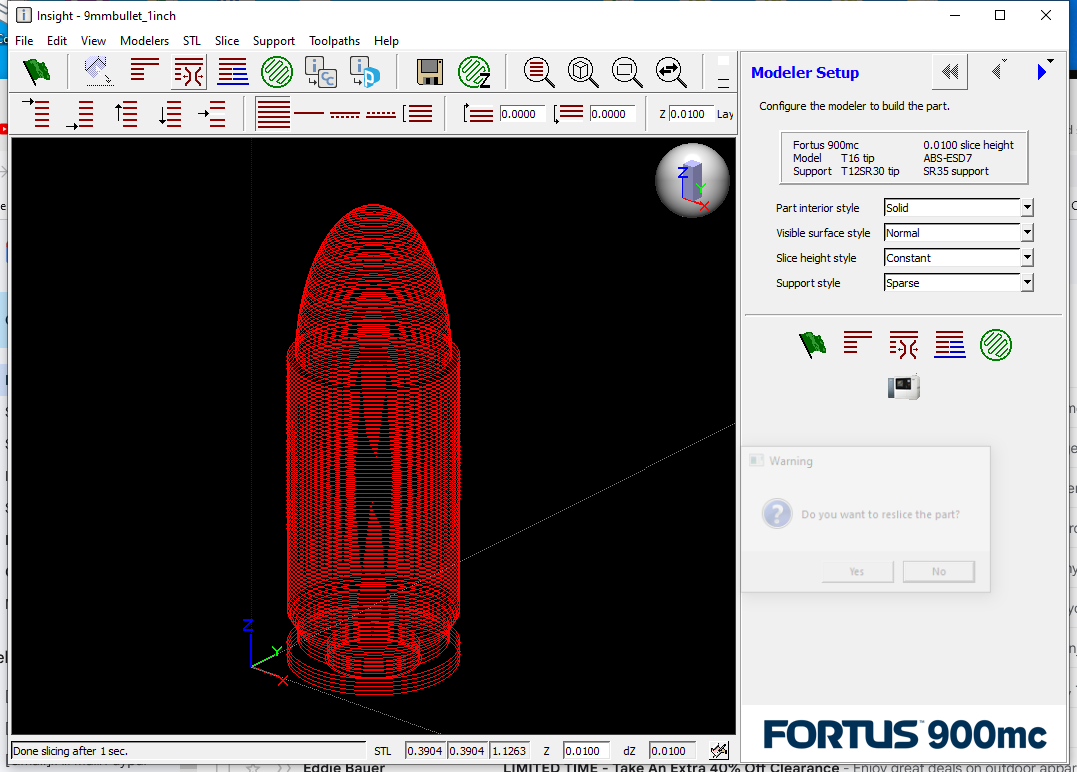 Insight - 9mmbullet_1inch
File Edit View Modelers STL Slice Support Toolpaths Help
0.0000 0.0000 Z 0.0100 Lay
Z Y X
Z Y X
Done slicing after 1 sec. STL 0.3904 0.3904 1.1263 Z 0.0100 dZ 0.0100
Modeler Setup
Configure the modeler to build the part.
Fortus 900mc 0.0100 slice height
Model T16 tip ABS-ESD7
Support T12SR30 tip SR35 support
Part interior style Solid
Visible surface style Normal
Slice height style Constant
Support style Sparse
Warning
Do you want to reslice the part?
Yes No
FORTUS™ 900mc
Eddie Bauer LIMITED TIME - Take An Extra 40% Off Clearance - Enjoy great deals on outdoor appar